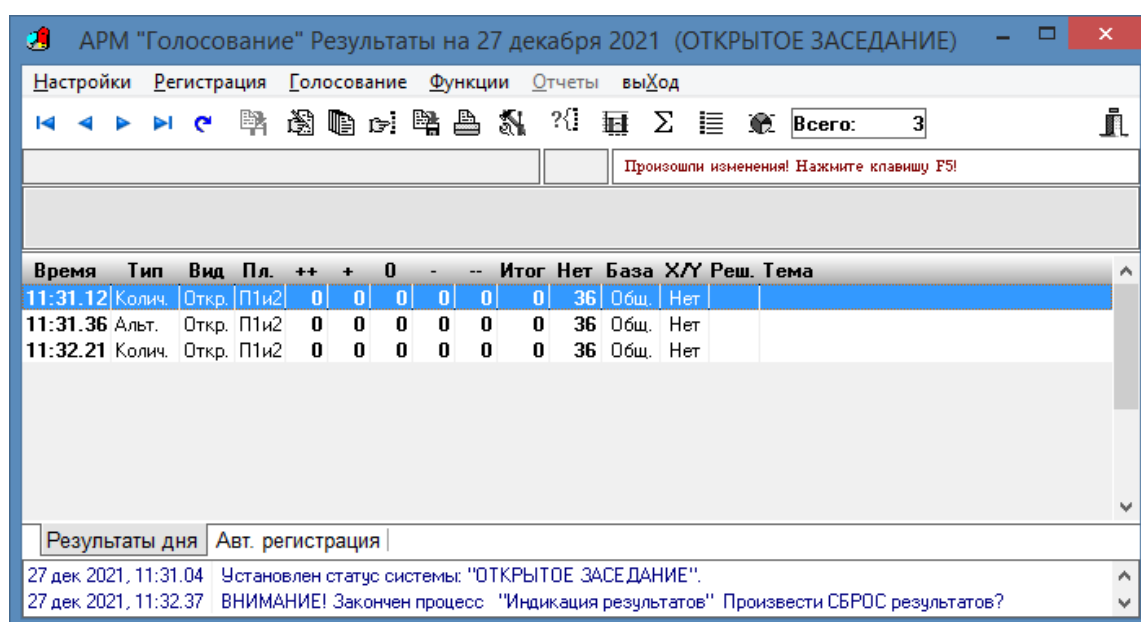 АРМ "Голосование" Результаты на 27 декабря 2021 (ОТКРЫТОЕ ЗАСЕДАНИЕ)
Настройки Регистрация Голосование Функции Отчеты выХод
Всего: 3
Произошли изменения! Нажмите клавишу F5!
Время Тип Вид Пл. ++ + 0 - -- Итог Нет База X/Y Реш. Тема
11:31.12 Колич. Откр. П1и2 0 0 0 0 0 0 36 Общ. Нет
11:31.36 Альт. Откр. П1и2 0 0 0 0 0 0 36 Общ. Нет
11:32.21 Колич. Откр. П1и2 0 0 0 0 0 0 36 Общ. Нет
Результаты дня Авт. регистрация
27 дек 2021, 11:31.04 Установлен статус системы: "ОТКРЫТОЕ ЗАСЕДАНИЕ".
27 дек 2021, 11:32.37 ВНИМАНИЕ! Закончен процесс "Индикация результатов" Произвести СБРОС результатов?